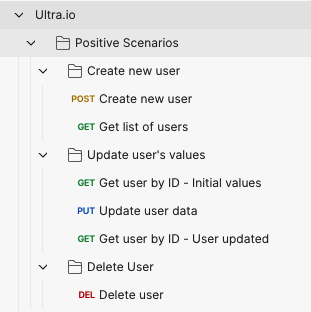 Ultra.io
Positive Scenarios
Create new user
POST Create new user
GET Get list of users
Update user's values
GET Get user by ID - Initial values
PUT Update user data
GET Get user by ID - User updated
Delete User
DEL Delete user